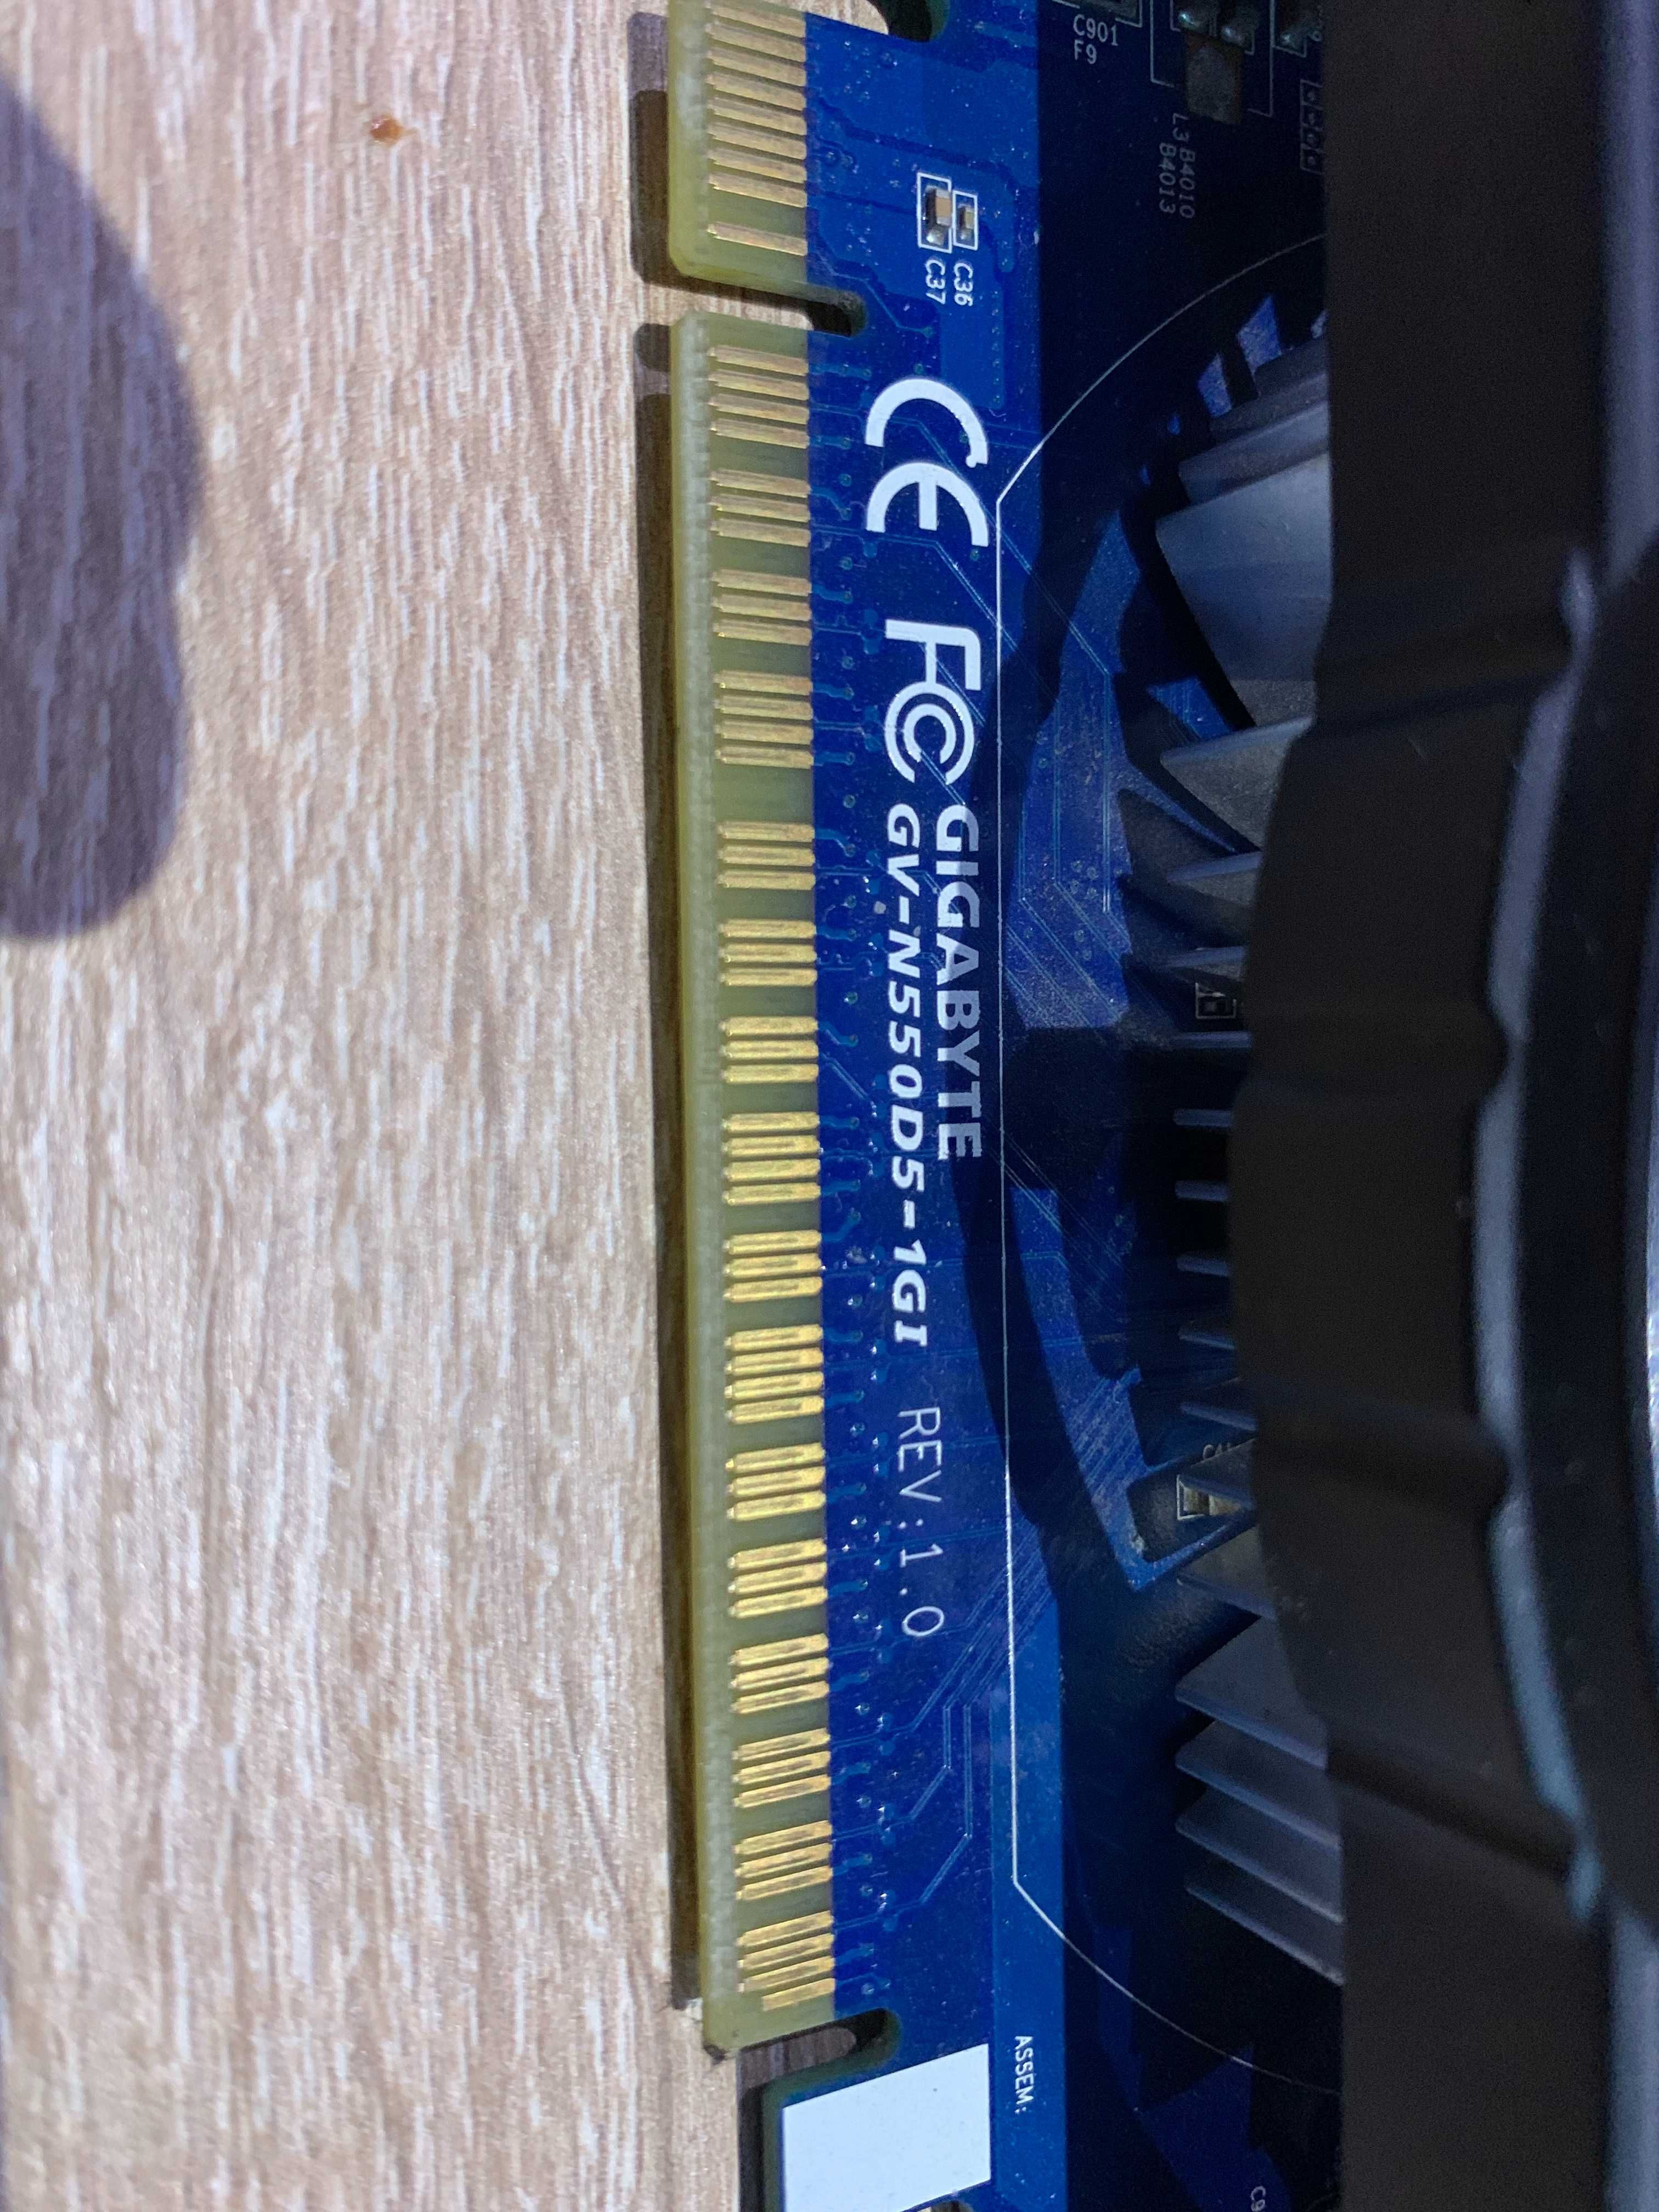 C901
F9
L3 B4010
B4013
C36
C37
CE FC
GIGABYTE
GV-N550D5-1GI REV:1.0
ASSEM: